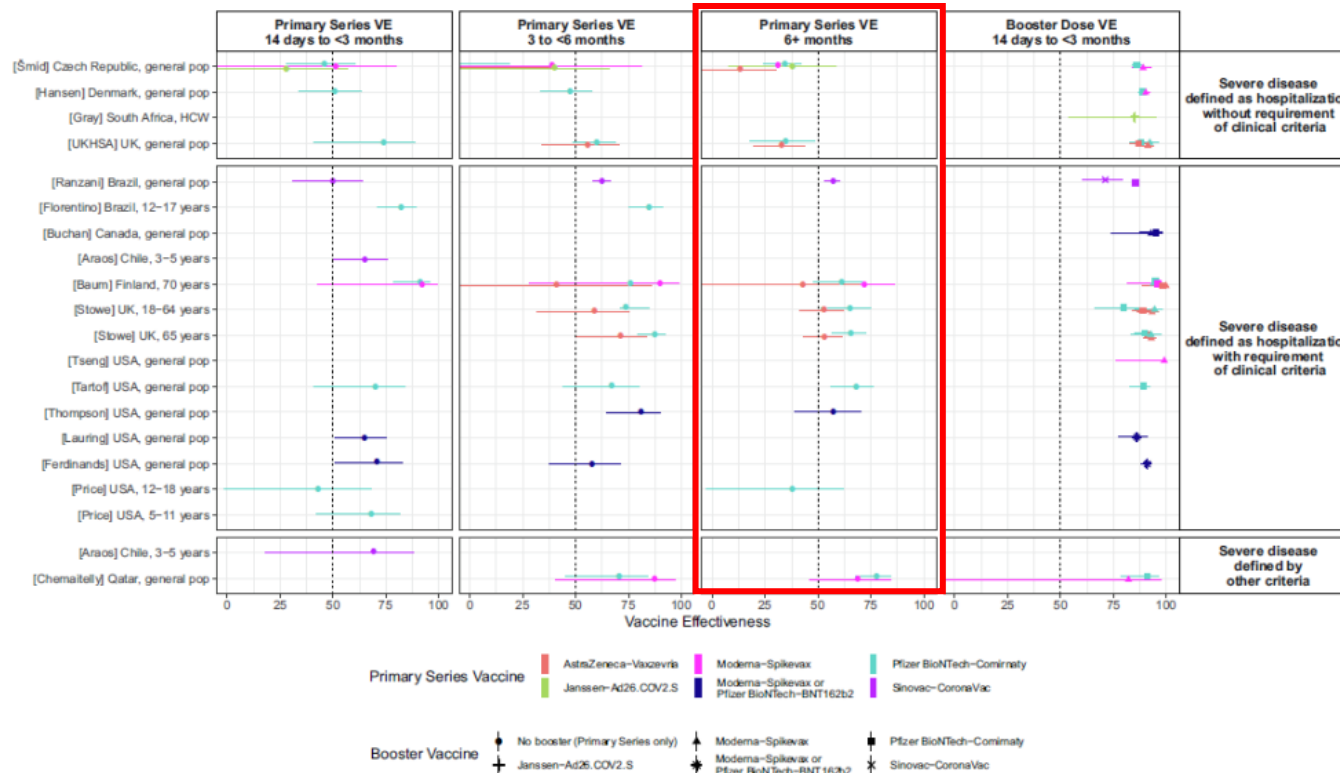 Primary Series VE
14 days to <3 months
Primary Series VE
3 to <6 months
Primary Series VE
6+ months
Booster Dose VE
14 days to <3 months
[Šmid] Czech Republic, general pop
[Hansen] Denmark, general pop
[Gray] South Africa, HCW
[UKHSA] UK, general pop
Severe disease
defined as hospitalizatio
without requirement
of clinical criteria
[Ranzani] Brazil, general pop
[Florentino] Brazil, 12−17 years
[Buchan] Canada, general pop
[Araos] Chile, 3−5 years
[Baum] Finland, 70 years
[Stowe] UK, 18−64 years
[Stowe] UK, 65 years
[Tseng] USA, general pop
[Tartof] USA, general pop
[Thompson] USA, general pop
[Lauring] USA, general pop
[Ferdinands] USA, general pop
[Price] USA, 12−18 years
[Price] USA, 5−11 years
Severe disease
defined as hospitalizatio
with requirement
of clinical criteria
[Araos] Chile, 3−5 years
[Chemaitelly] Qatar, general pop
Severe disease
defined by
other criteria
0 25 50 75 100
0 25 50 75 100
0 25 50 75 100
0 25 50 75 100
Vaccine Effectiveness
Primary Series Vaccine
AstraZeneca−Vaxzevria
Janssen−Ad26.COV2.S
Moderna−Spikevax
Moderna−Spikevax or
Pfizer BioNTech−BNT162b2
Pfizer BioNTech−Comirnaty
Sinovac−CoronaVac
Booster Vaccine
No booster (Primary Series only)
Janssen−Ad26.COV2.S
Moderna−Spikevax
Moderna−Spikevax or
Pfizer BioNTech−BNT162b2
Pfizer BioNTech−Comirnaty
Sinovac−CoronaVac